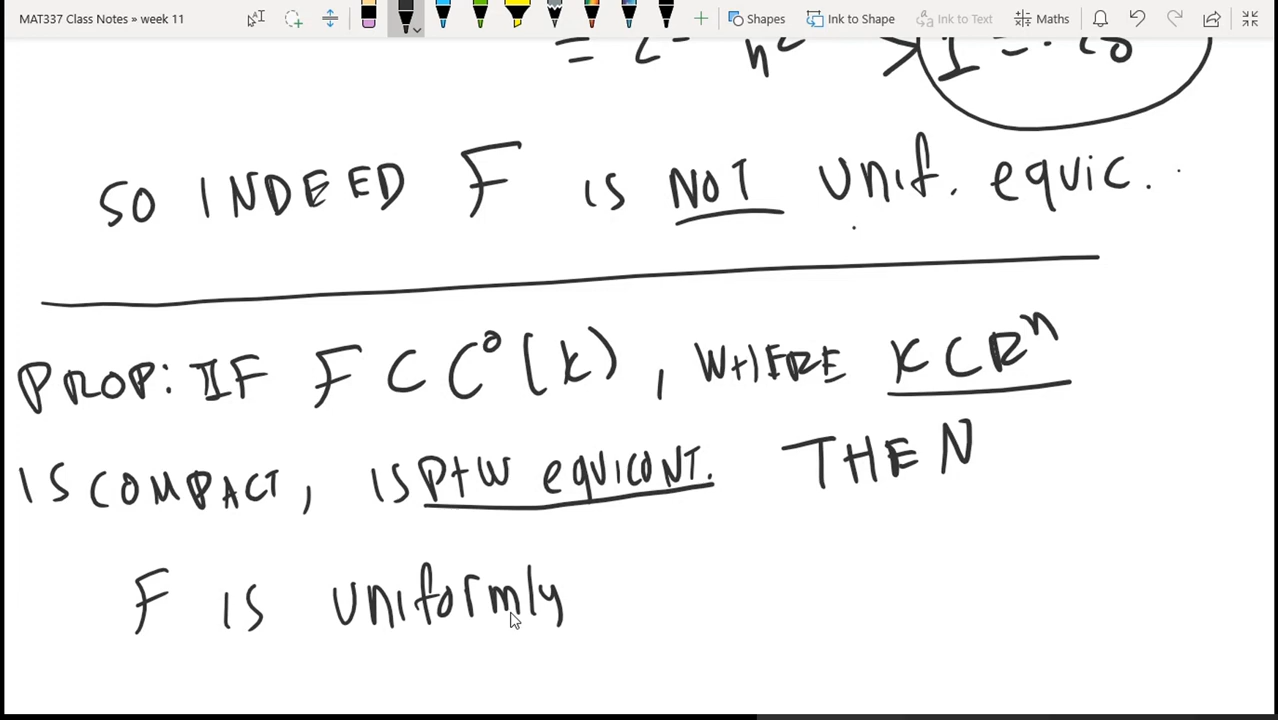 MAT337 Class Notes » week 11
Shapes Ink to Shape Ink to Text Maths
SO INDEED F IS NOT Unif. equic.
PROP: IF F ⊂ C⁰(K), WHERE K⊂Rⁿ
IS COMPACT, IS PtW equicont. THEN
F IS uniformly